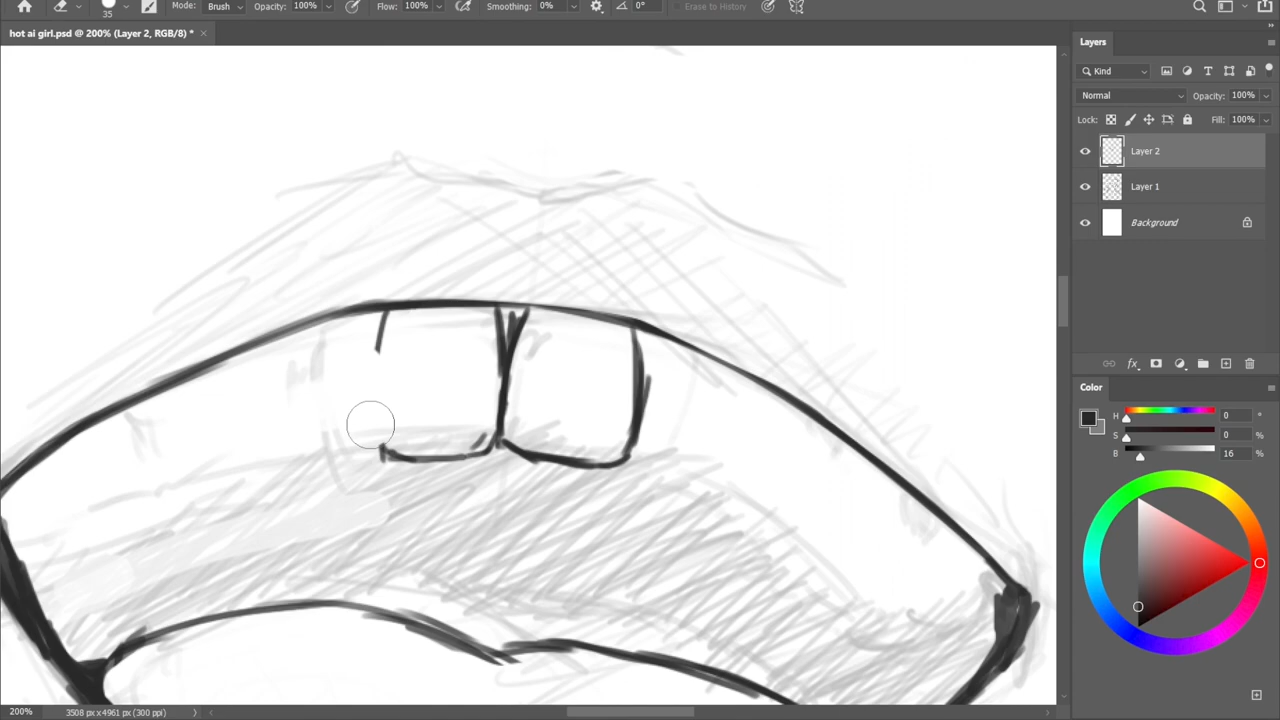 35 Mode: Brush Opacity: 100% Flow: 100% Smoothing: 0% 0° Erase to History
hot ai girl.psd @ 200% (Layer 2, RGB/8) * ×
Layers
Kind
Normal Opacity: 100%
Lock: Fill: 100%
Layer 2
Layer 1
Background
fx
Color
H 0 °
S 0 %
B 16 %
200% 3508 px x 4961 px (300 ppi)